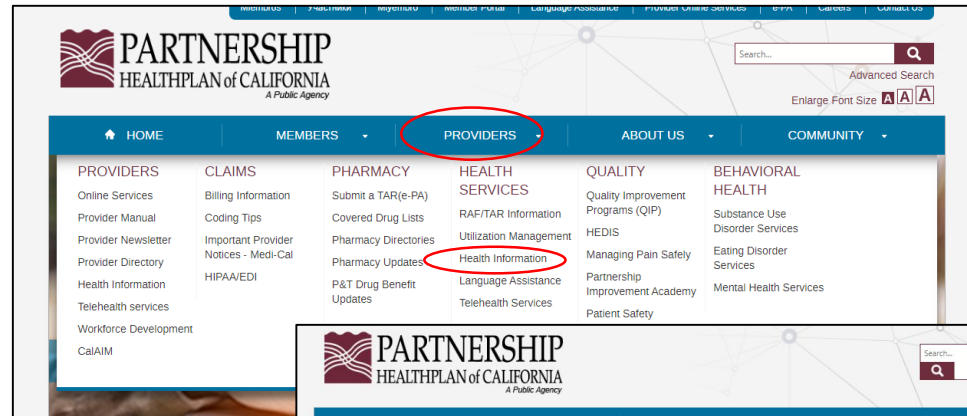 Miembros | Участники | Miyembro | Member Portal | Language Assistance | Provider Online Services | e-PA | Careers | Contact Us
PARTNERSHIP
HEALTHPLAN of CALIFORNIA
A Public Agency
Search...
Advanced Search
Enlarge Font Size A A A
HOME
MEMBERS
PROVIDERS
ABOUT US
COMMUNITY
PROVIDERS
Online Services
Provider Manual
Provider Newsletter
Provider Directory
Health Information
Telehealth services
Workforce Development
CalAIM
CLAIMS
Billing Information
Coding Tips
Important Provider
Notices - Medi-Cal
HIPAA/EDI
PHARMACY
Submit a TAR(e-PA)
Covered Drug Lists
Pharmacy Directories
Pharmacy Updates
P&T Drug Benefit
Updates
HEALTH
SERVICES
RAF/TAR Information
Utilization Management
Health Information
Language Assistance
Telehealth Services
QUALITY
Quality Improvement
Programs (QIP)
HEDIS
Managing Pain Safely
Partnership
Improvement Academy
Patient Safety
BEHAVIORAL
HEALTH
Substance Use
Disorder Services
Eating Disorder
Services
Mental Health Services
PARTNERSHIP
HEALTHPLAN of CALIFORNIA
A Public Agency
Search...